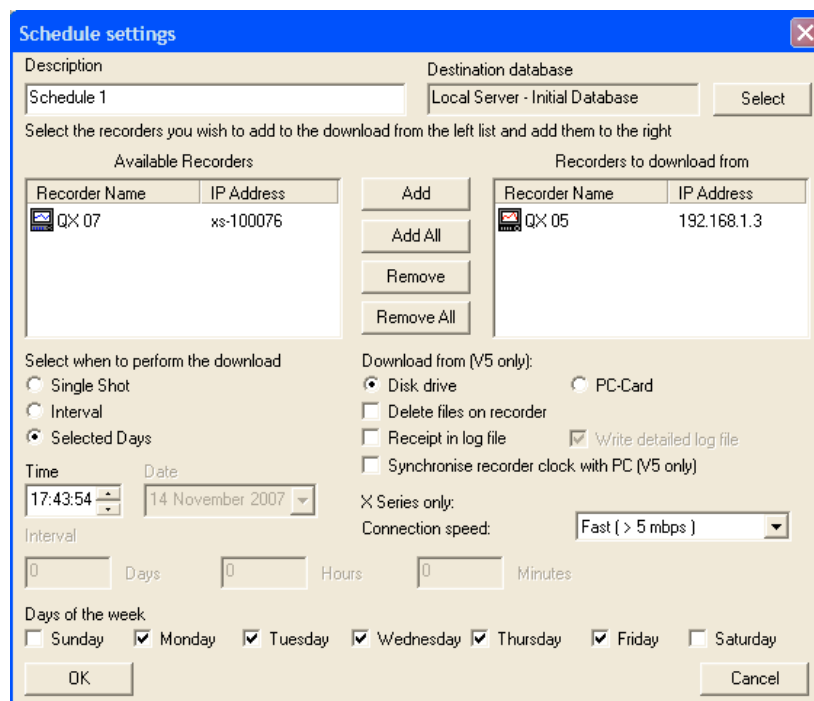 Schedule settings
Description
Destination database
Schedule 1
Local Server - Initial Database
Select
Select the recorders you wish to add to the download from the left list and add them to the right
Available Recorders
Recorders to download from
Recorder Name IP Address
QX 07 xs-100076
Add
Add All
Remove
Remove All
Recorder Name IP Address
QX 05 192.168.1.3
Select when to perform the download
Single Shot
Interval
Selected Days
Time
Date
17:43:54
14 November 2007
Interval
0 Days 0 Hours 0 Minutes
Download from (V5 only):
Disk drive
PC-Card
Delete files on recorder
Receipt in log file
Write detailed log file
Synchronise recorder clock with PC (V5 only)
X Series only:
Connection speed:
Fast ( > 5 mbps )
Days of the week
Sunday Monday Tuesday Wednesday Thursday Friday Saturday
OK
Cancel